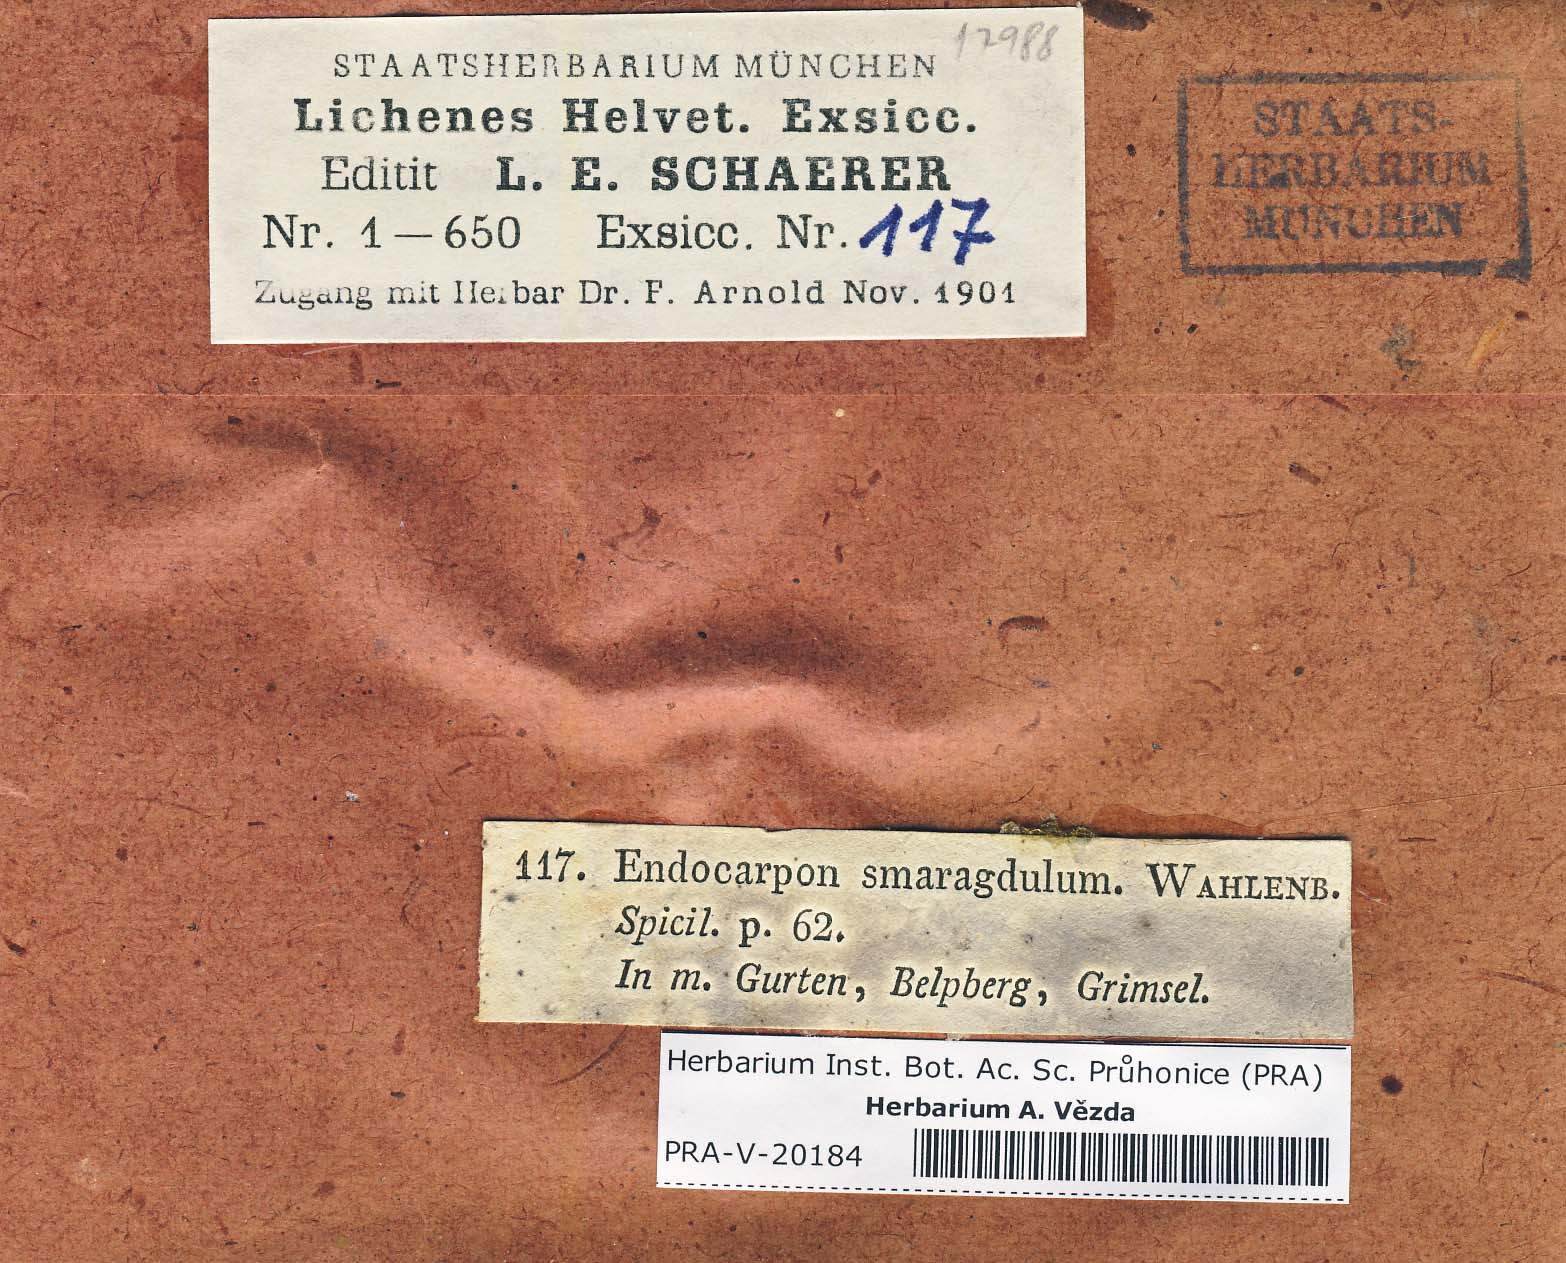 17988
STAATSHERBARIUM MÜNCHEN
Lichenes Helvet. Exsicc.
Editit L. E. SCHAERER
Nr. 1—650 Exsicc. Nr. 117
Zugang mit Herbar Dr. F. Arnold Nov. 1901
STAATS-
HERBARIUM
MÜNCHEN
117. Endocarpon smaragdulum. WAHLENB.
Spicil. p. 62.
In m. Gurten, Belpberg, Grimsel.
Herbarium Inst. Bot. Ac. Sc. Průhonice (PRA)
Herbarium A. Vězda
PRA-V-20184